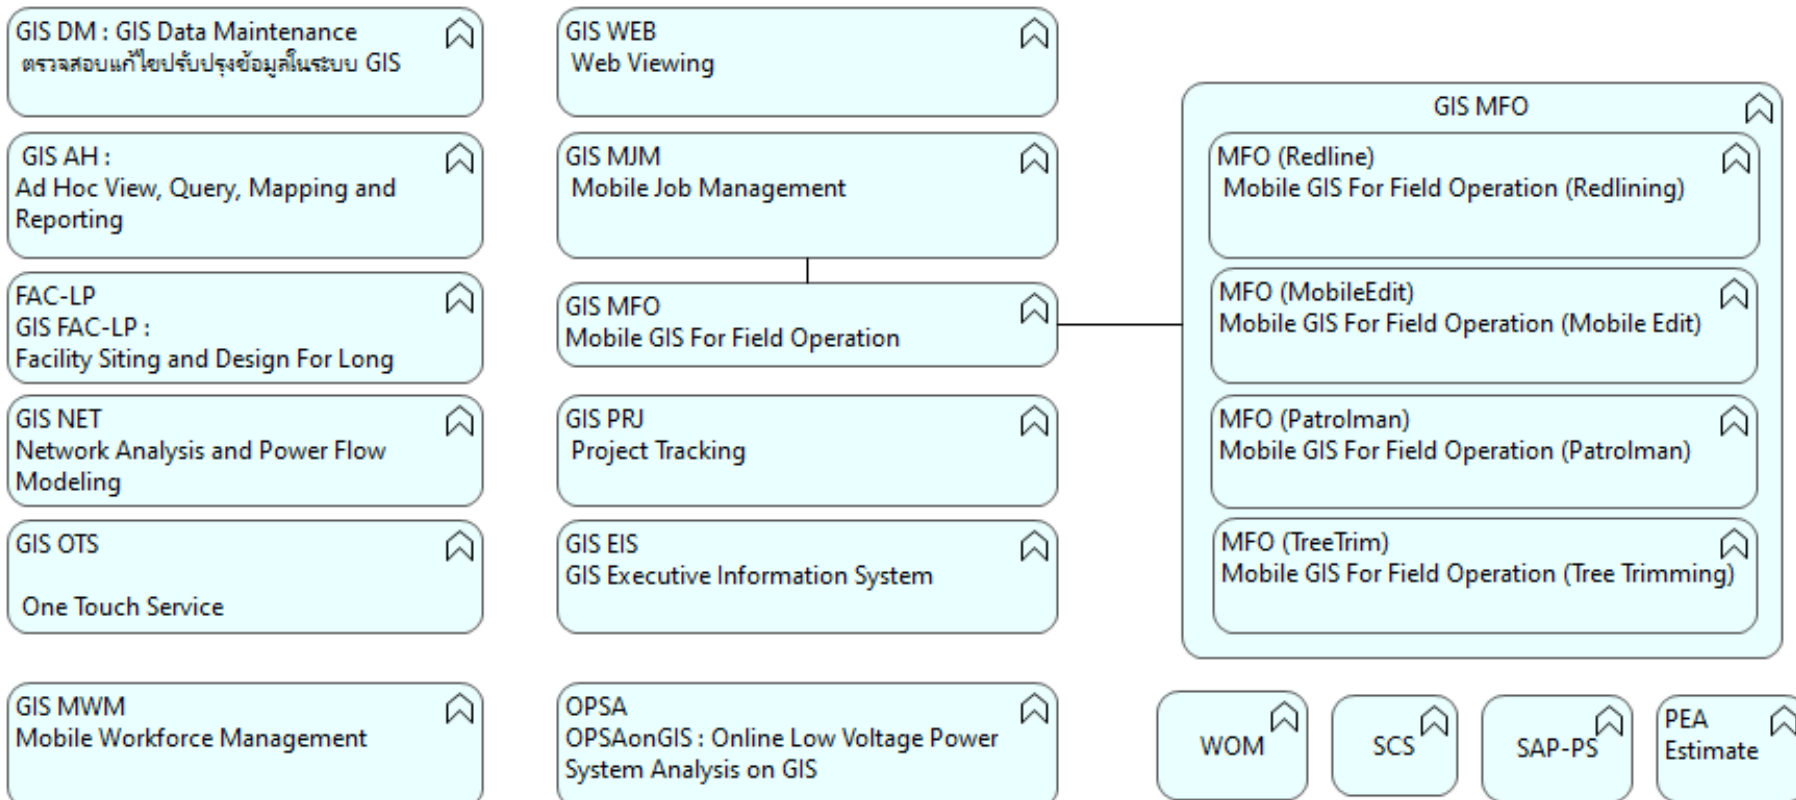 GIS DM : GIS Data Maintenance
ตรวจสอบแก้ไขปรับปรุงข้อมูลในระบบ GIS
GIS AH :
Ad Hoc View, Query, Mapping and
Reporting
FAC-LP
GIS FAC-LP :
Facility Siting and Design For Long
GIS NET
Network Analysis and Power Flow
Modeling
GIS OTS
One Touch Service
GIS MWM
Mobile Workforce Management
GIS WEB
Web Viewing
GIS MJM
Mobile Job Management
GIS MFO
Mobile GIS For Field Operation
GIS PRJ
Project Tracking
GIS EIS
GIS Executive Information System
OPSA
OPSAonGIS : Online Low Voltage Power
System Analysis on GIS
GIS MFO
MFO (Redline)
Mobile GIS For Field Operation (Redlining)
MFO (MobileEdit)
Mobile GIS For Field Operation (Mobile Edit)
MFO (Patrolman)
Mobile GIS For Field Operation (Patrolman)
MFO (TreeTrim)
Mobile GIS For Field Operation (Tree Trimming)
WOM
SCS
SAP-PS
PEA
Estimate